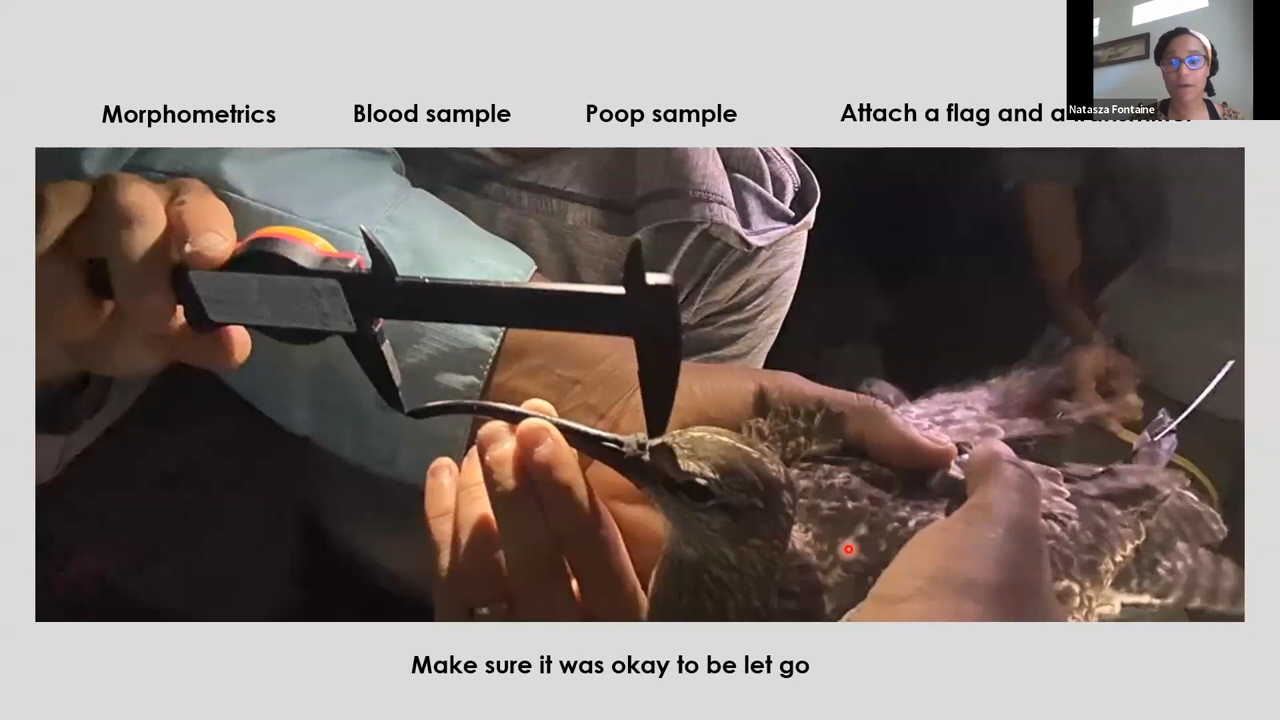 Morphometrics
Blood sample
Poop sample
Attach a flag and a
Natasza Fontaine
Make sure it was okay to be let go